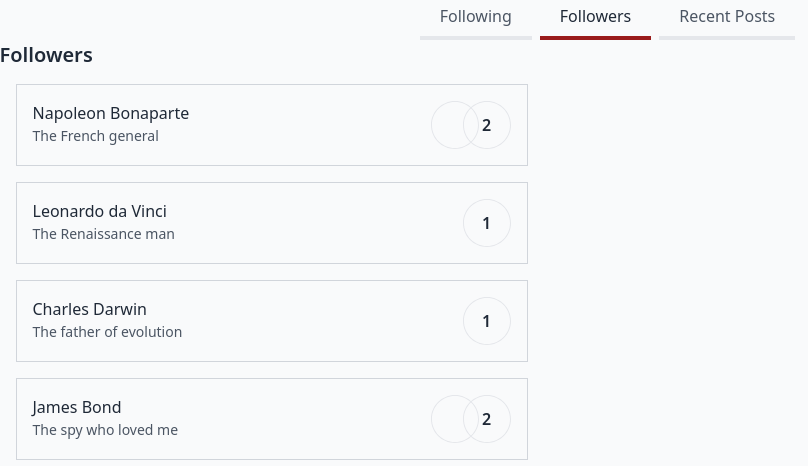 Following
Followers
Recent Posts
Followers
Napoleon Bonaparte
The French general
2
Leonardo da Vinci
The Renaissance man
1
Charles Darwin
The father of evolution
1
James Bond
The spy who loved me
2